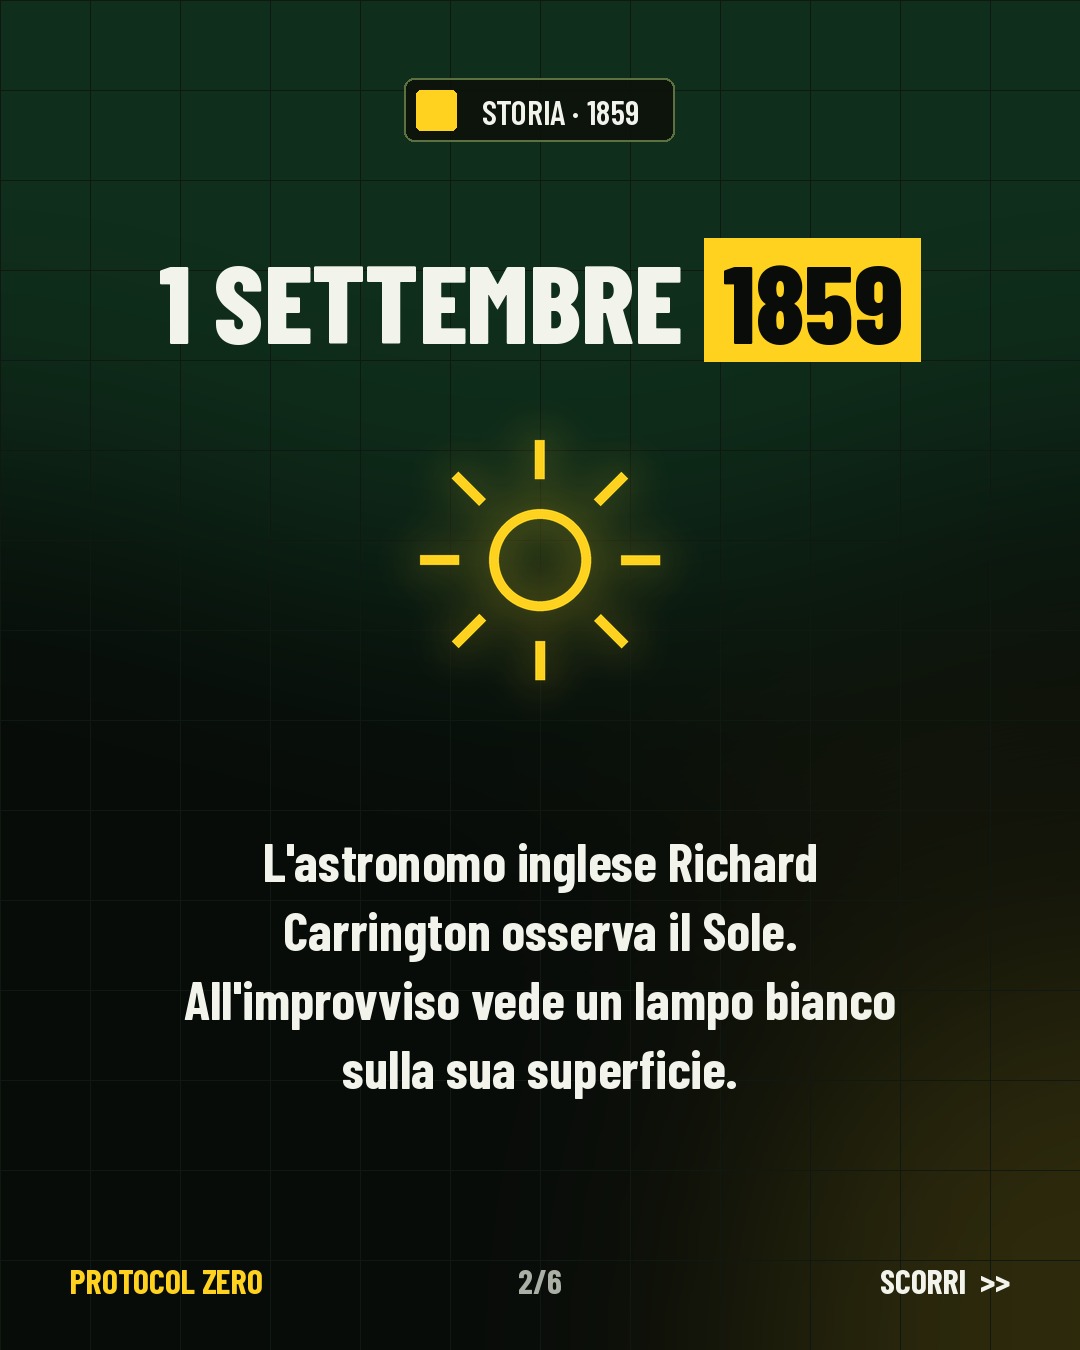 STORIA · 1859
1 SETTEMBRE 1859
L'astronomo inglese Richard
Carrington osserva il Sole.
All'improvviso vede un lampo bianco
sulla sua superficie.
PROTOCOL ZERO
2/6
SCORRI >>